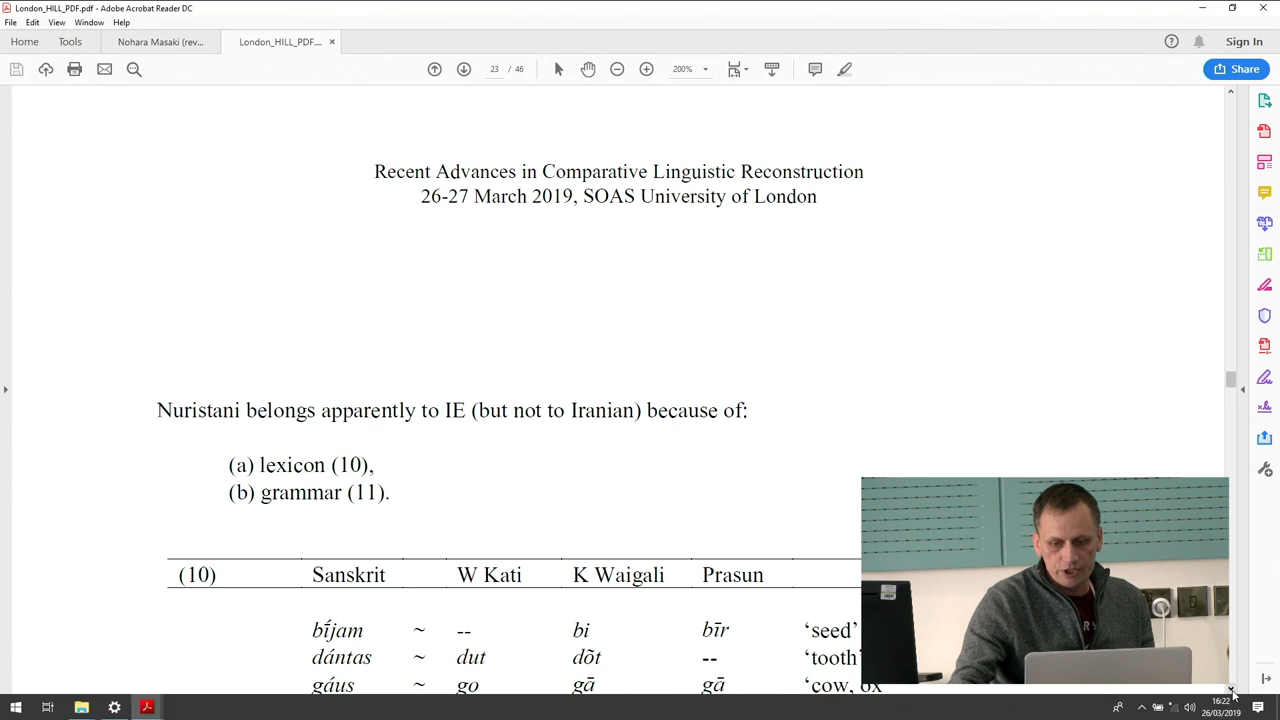 London_HILL_PDF.pdf - Adobe Acrobat Reader DC
File Edit View Window Help
Home Tools Nohara Masaki (rev... London_HILL_PDF.... × Sign In
23 / 46 200% Share
Recent Advances in Comparative Linguistic Reconstruction
26-27 March 2019, SOAS University of London
Nuristani belongs apparently to IE (but not to Iranian) because of:
(a) lexicon (10),
(b) grammar (11).
(10) Sanskrit W Kati K Waigali Prasun
bī́jam ~ -- bi bīr ‘seed’
dántas ~ dut dõt -- ‘tooth’
gáus ~ go gā gā ‘cow, ox
16:22
26/03/2019